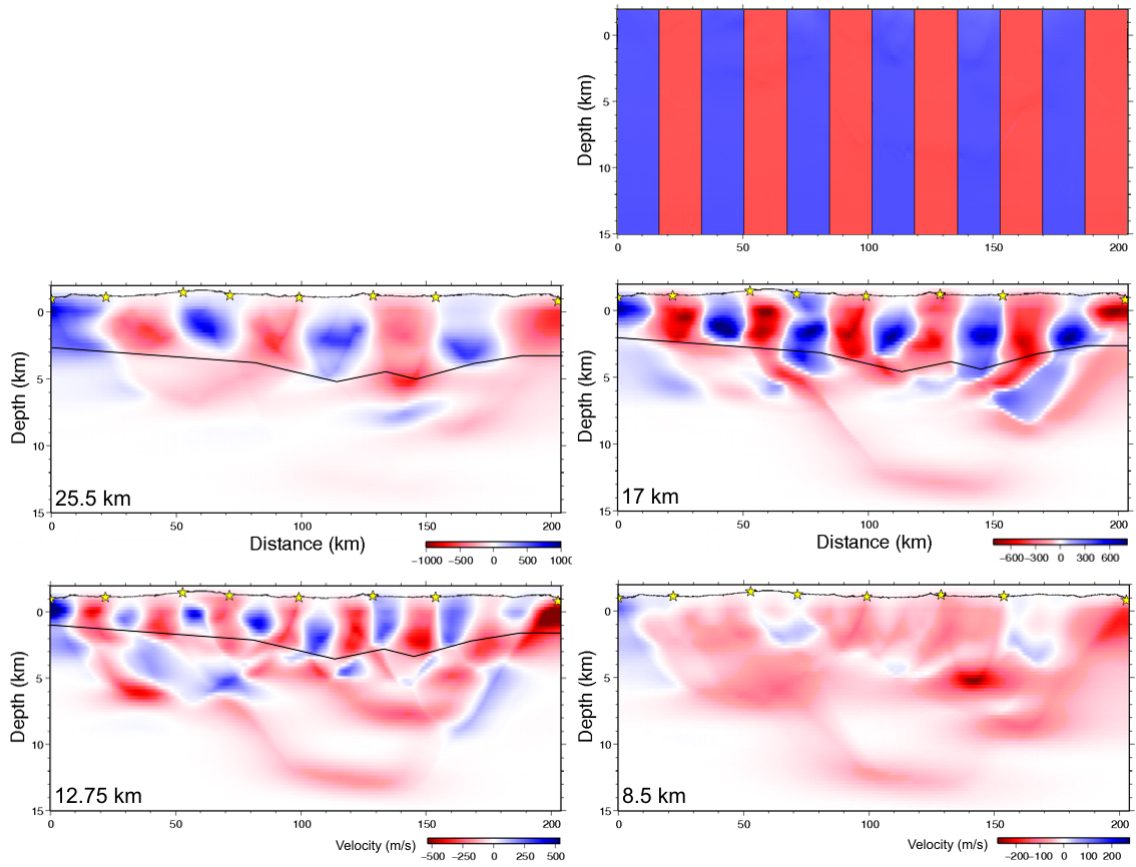 0
5
10
15
Depth (km)
0 50 100 150 200
0
5
10
15
Depth (km)
25.5 km
0 50 100 150 200
Distance (km)
−1000 −500 0 500 1000
0
5
10
15
Depth (km)
17 km
0 50 100 150 200
Distance (km)
−600 −300 0 300 600
0
5
10
15
Depth (km)
12.75 km
0 50 100 150 200
Velocity (m/s)
−500 −250 0 250 500
0
5
10
15
Depth (km)
8.5 km
0 50 100 150 200
Velocity (m/s)
−200 −100 0 100 200